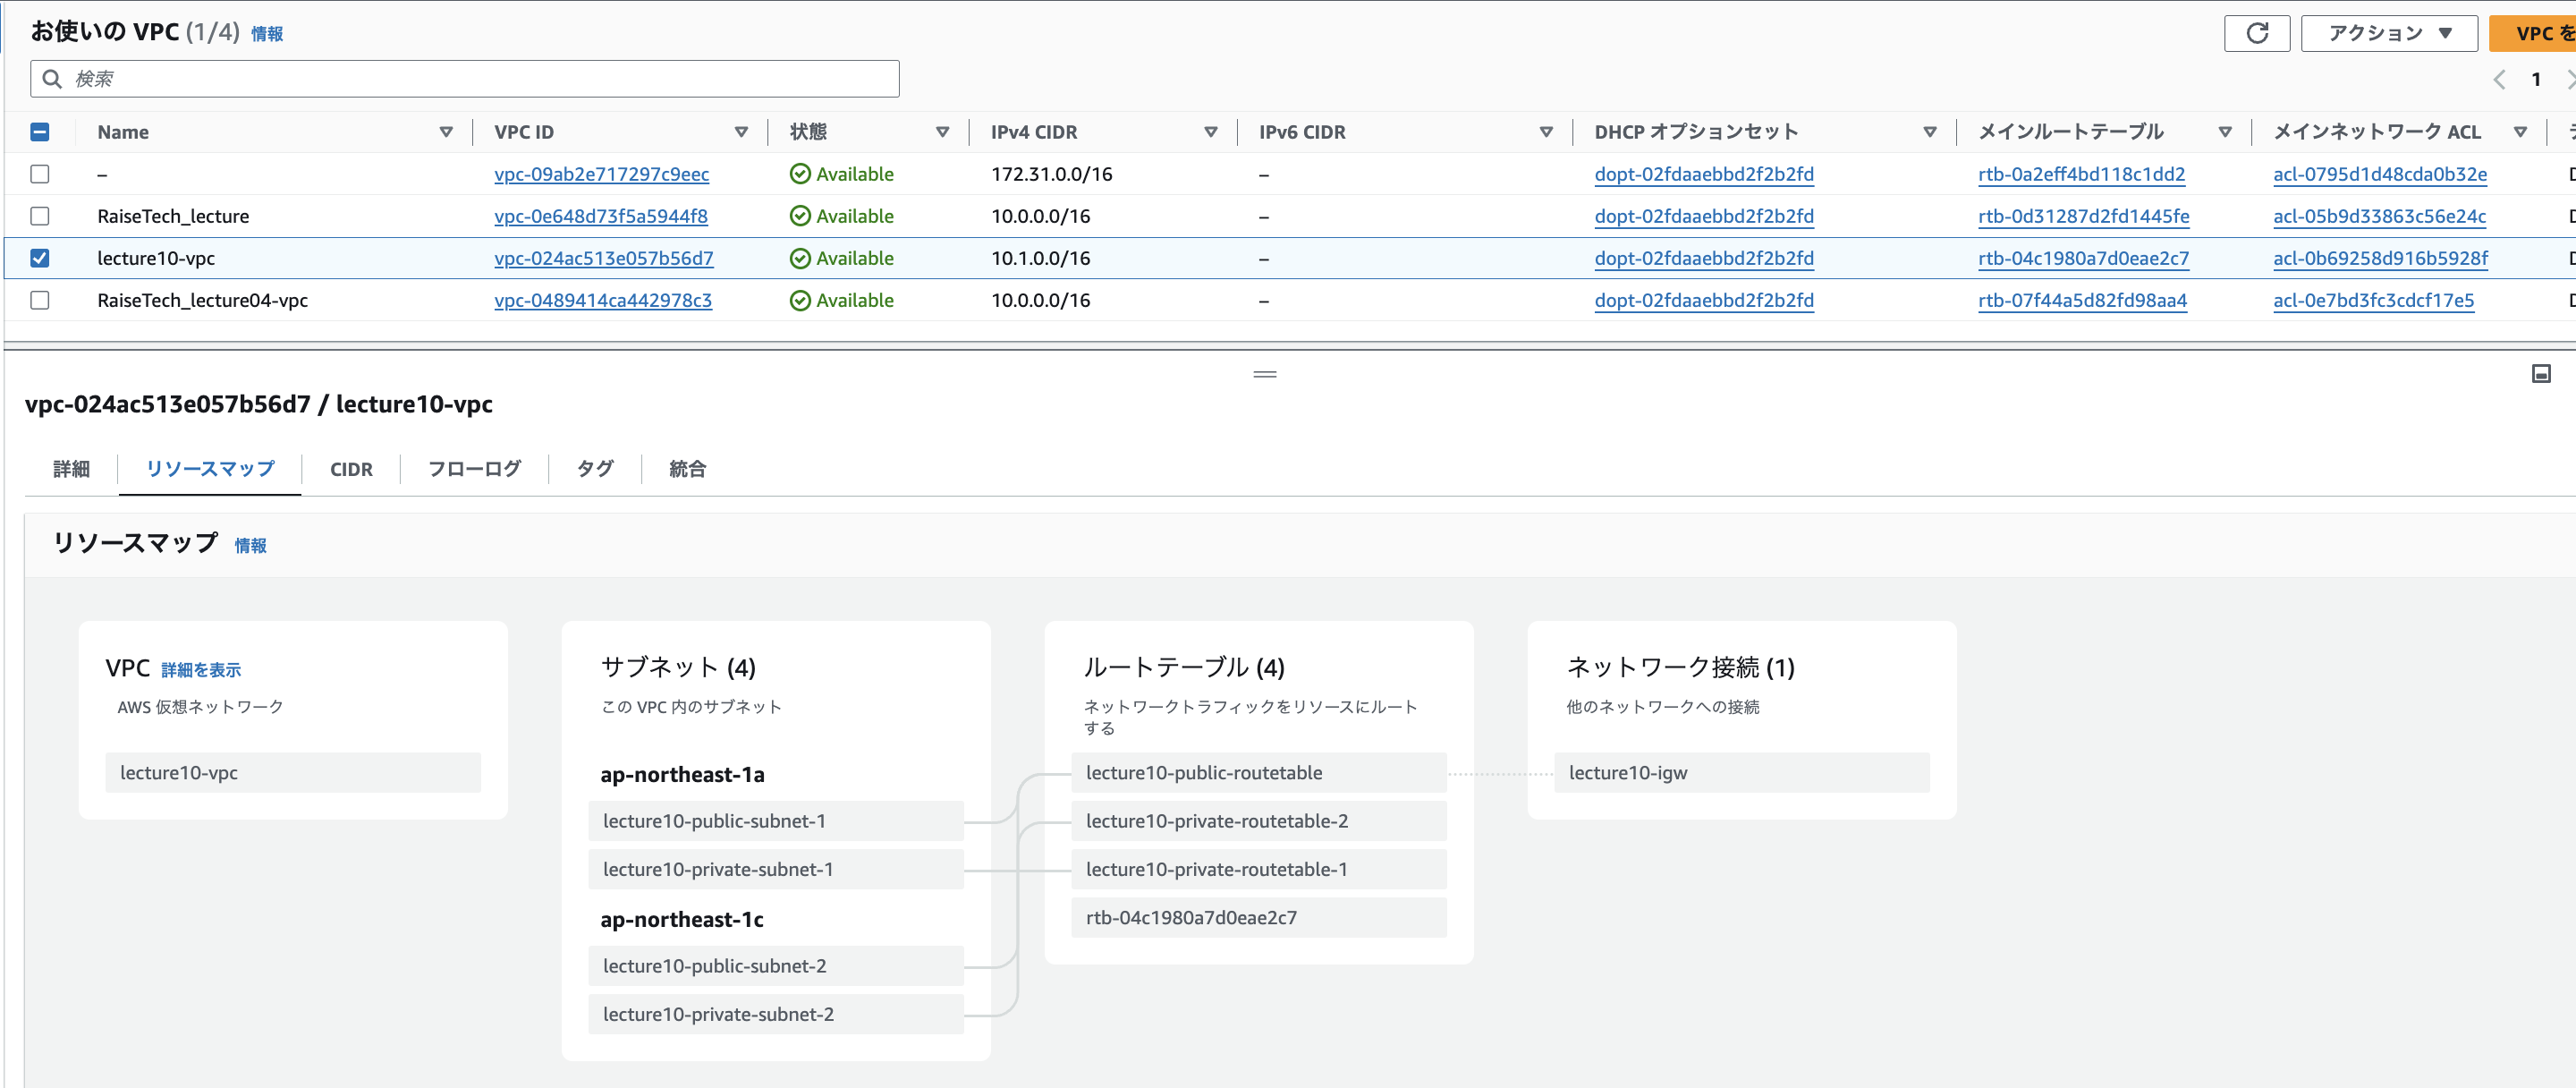 お使いの VPC (1/4) 情報
アクション
VPC を
検索
1
Name VPC ID 状態 IPv4 CIDR IPv6 CIDR DHCP オプションセット メインルートテーブル メインネットワーク ACL
– vpc-09ab2e717297c9eec Available 172.31.0.0/16 – dopt-02fdaaebbd2f2b2fd rtb-0a2eff4bd118c1dd2 acl-0795d1d48cda0b32e
RaiseTech_lecture vpc-0e648d73f5a5944f8 Available 10.0.0.0/16 – dopt-02fdaaebbd2f2b2fd rtb-0d31287d2fd1445fe acl-05b9d33863c56e24c
lecture10-vpc vpc-024ac513e057b56d7 Available 10.1.0.0/16 – dopt-02fdaaebbd2f2b2fd rtb-04c1980a7d0eae2c7 acl-0b69258d916b5928f
RaiseTech_lecture04-vpc vpc-0489414ca442978c3 Available 10.0.0.0/16 – dopt-02fdaaebbd2f2b2fd rtb-07f44a5d82fd98aa4 acl-0e7bd3fc3cdcf17e5
vpc-024ac513e057b56d7 / lecture10-vpc
詳細 リソースマップ CIDR フローログ タグ 統合
リソースマップ 情報
VPC 詳細を表示
AWS 仮想ネットワーク
lecture10-vpc
サブネット (4)
この VPC 内のサブネット
ap-northeast-1a
lecture10-public-subnet-1
lecture10-private-subnet-1
ap-northeast-1c
lecture10-public-subnet-2
lecture10-private-subnet-2
ルートテーブル (4)
ネットワークトラフィックをリソースにルート
する
lecture10-public-routetable
lecture10-private-routetable-2
lecture10-private-routetable-1
rtb-04c1980a7d0eae2c7
ネットワーク接続 (1)
他のネットワークへの接続
lecture10-igw